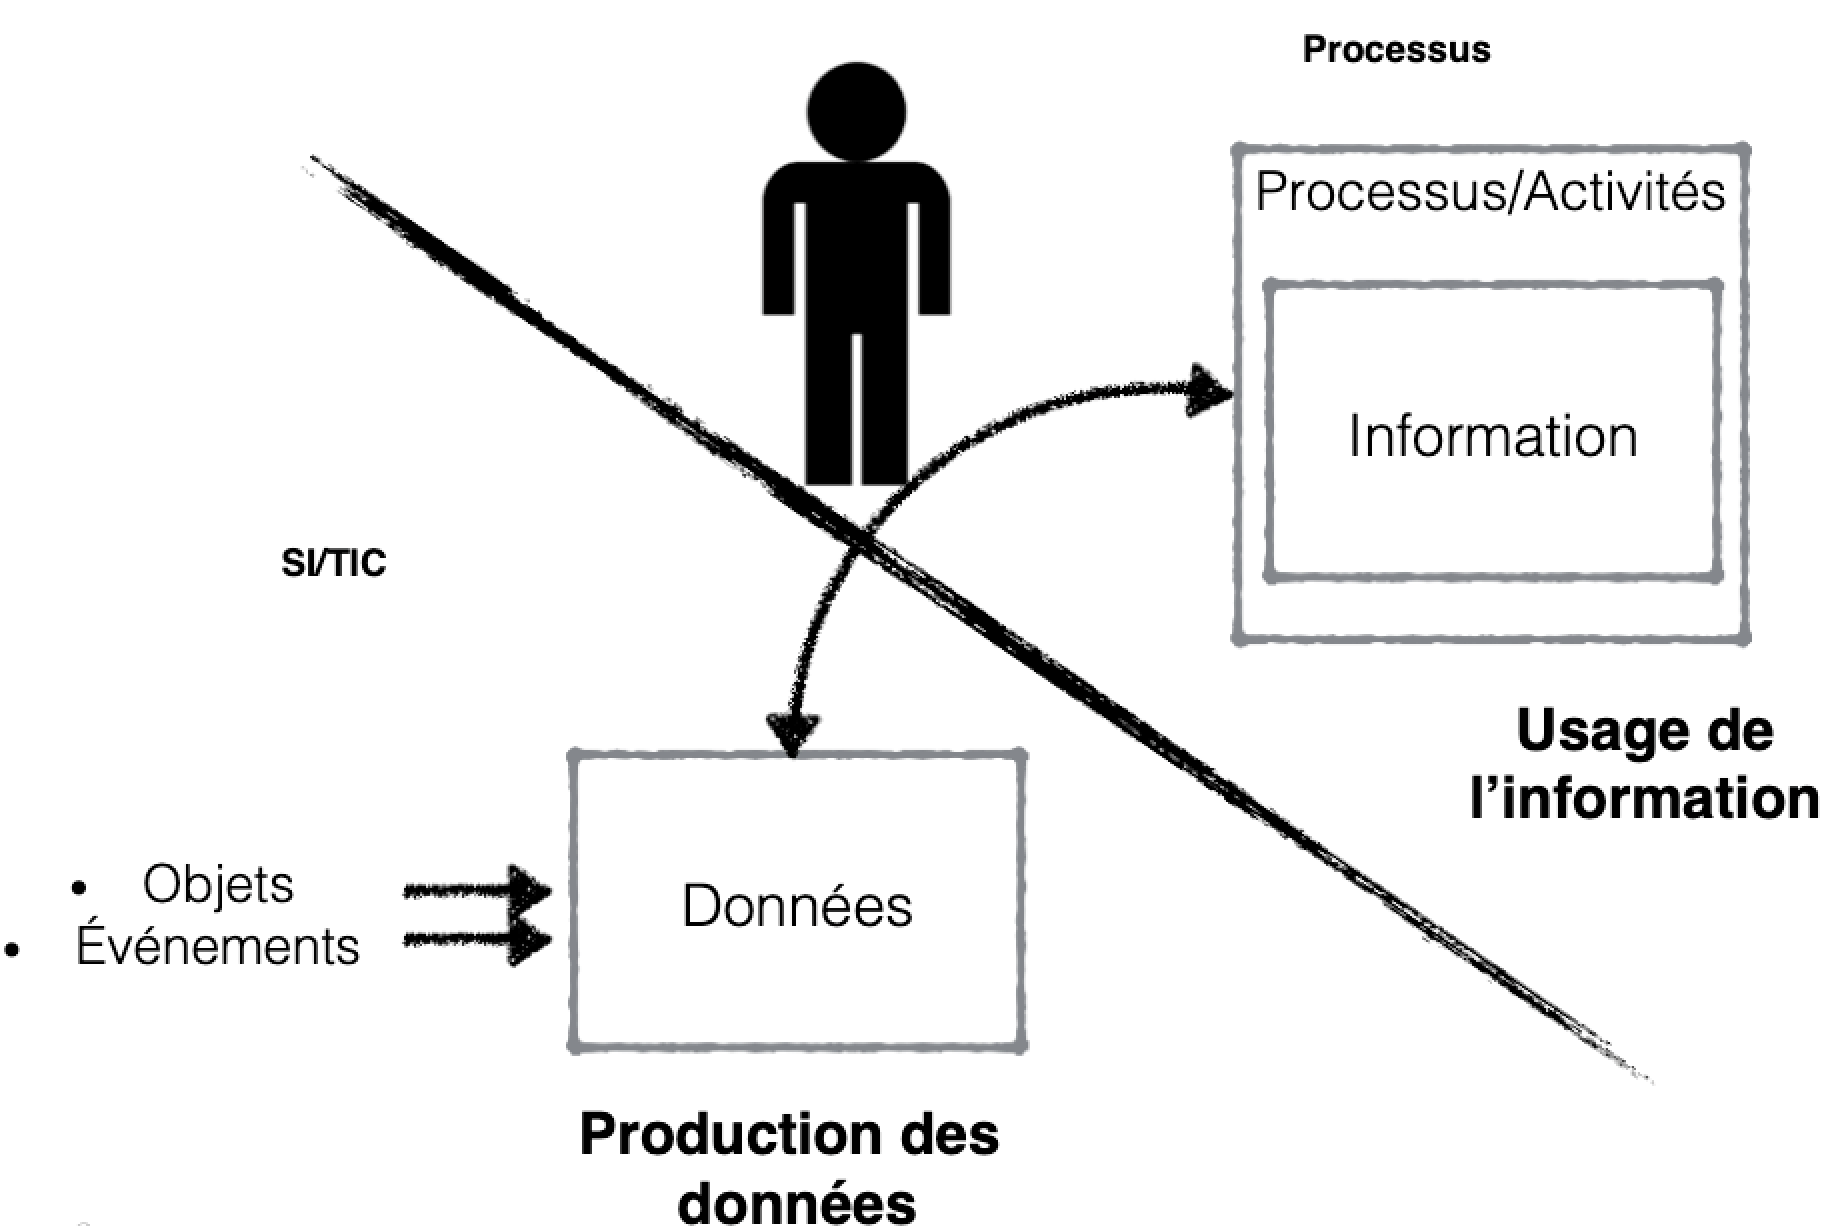 Processus
Processus/Activités
Information
SI/TIC
Usage de
l’information
• Objets
• Événements
Données
Production des
données